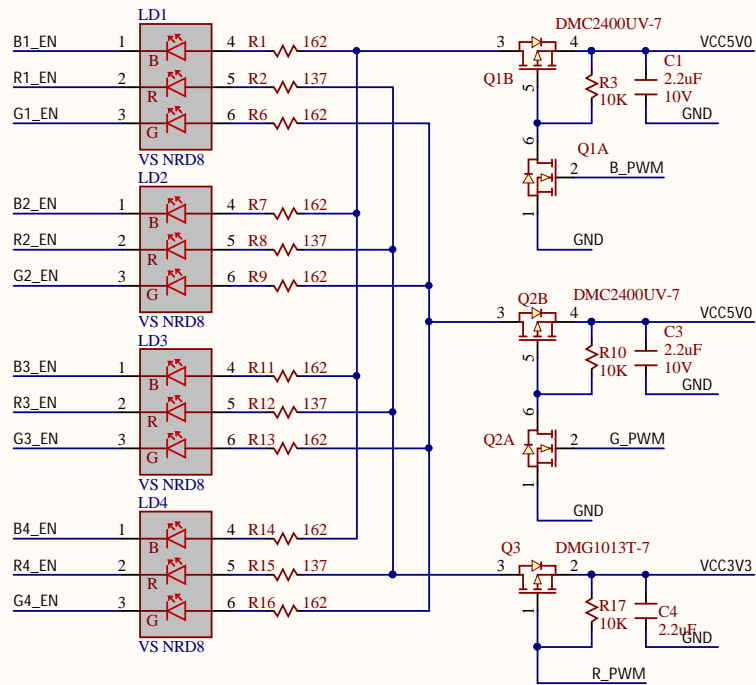 LD1
B1_EN 1 B 4 R1 162
R1_EN 2 R 5 R2 137
G1_EN 3 G 6 R6 162
VS NRD8
LD2
B2_EN 1 B 4 R7 162
R2_EN 2 R 5 R8 137
G2_EN 3 G 6 R9 162
VS NRD8
LD3
B3_EN 1 B 4 R11 162
R3_EN 2 R 5 R12 137
G3_EN 3 G 6 R13 162
VS NRD8
LD4
B4_EN 1 B 4 R14 162
R4_EN 2 R 5 R15 137
G4_EN 3 G 6 R16 162
VS NRD8
DMC2400UV-7
3 4 VCC5V0
Q1B 5
R3
10K
C1
2.2uF
10V
GND
6 Q1A
2 B_PWM
1
GND
Q2B DMC2400UV-7
3 4 VCC5V0
5
R10
10K
C3
2.2uF
10V
GND
6
Q2A 2 G_PWM
1
GND
Q3 DMG1013T-7
3 2 VCC3V3
1
R17
10K
C4
2.2uF
GND
R_PWM